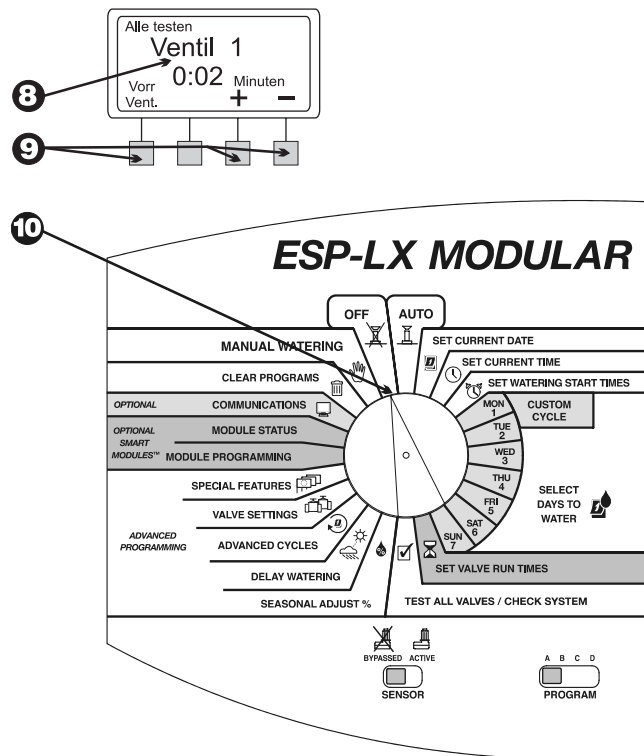 Alle testen
Ventil 1
0:02 Minuten
Vorr
Vent.
+ −
8
9
10
ESP-LX MODULAR
OFF
AUTO
MANUAL WATERING
CLEAR PROGRAMS
OPTIONAL
COMMUNICATIONS
OPTIONAL
SMART
MODULES™
MODULE STATUS
MODULE PROGRAMMING
SPECIAL FEATURES
VALVE SETTINGS
ADVANCED
PROGRAMMING
ADVANCED CYCLES
DELAY WATERING
SEASONAL ADJUST %
SET CURRENT DATE
SET CURRENT TIME
SET WATERING START TIMES
MON
1
CUSTOM
CYCLE
TUE
2
WED
3
THU
4
FRI
5
SAT
6
SUN
7
SELECT
DAYS TO
WATER
SET VALVE RUN TIMES
TEST ALL VALVES / CHECK SYSTEM
BYPASSED ACTIVE
SENSOR
A B C D
PROGRAM